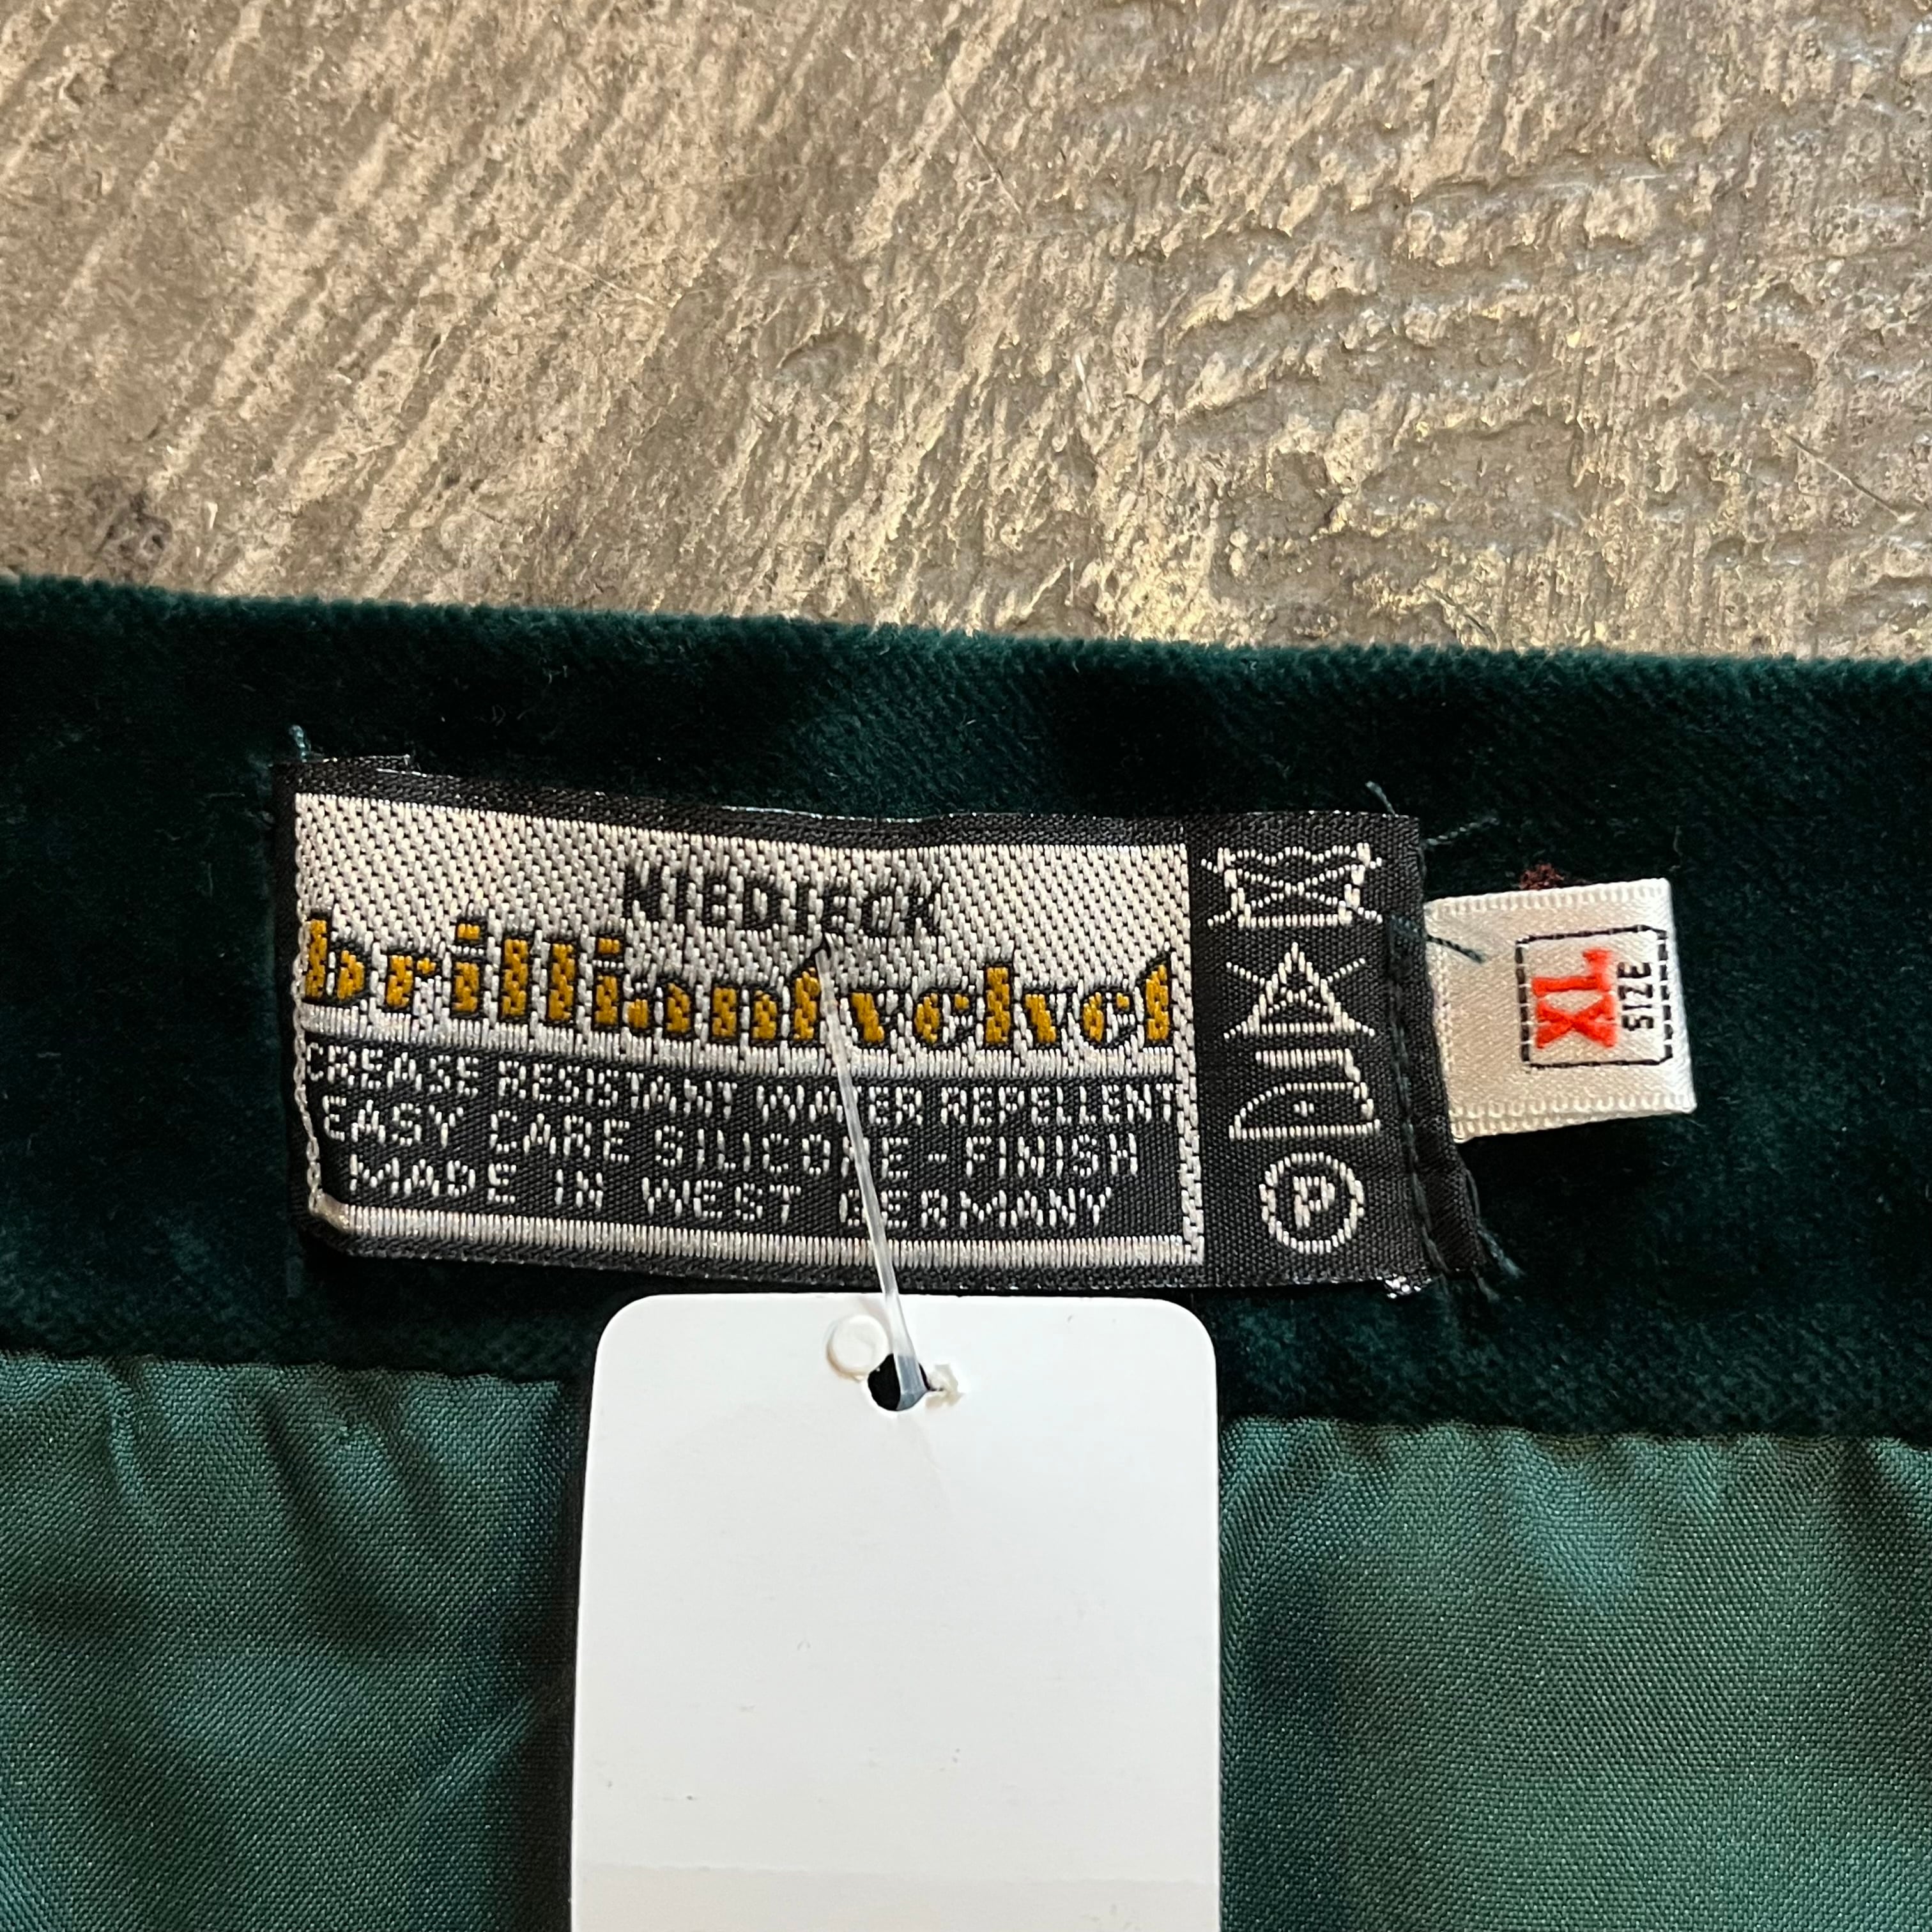 NIEDIECK
brilliantvelvet
CREASE RESISTANT WATER REPELLENT
EASY CARE SILICONE - FINISH
MADE IN WEST GERMANY
P
SIZE
1X